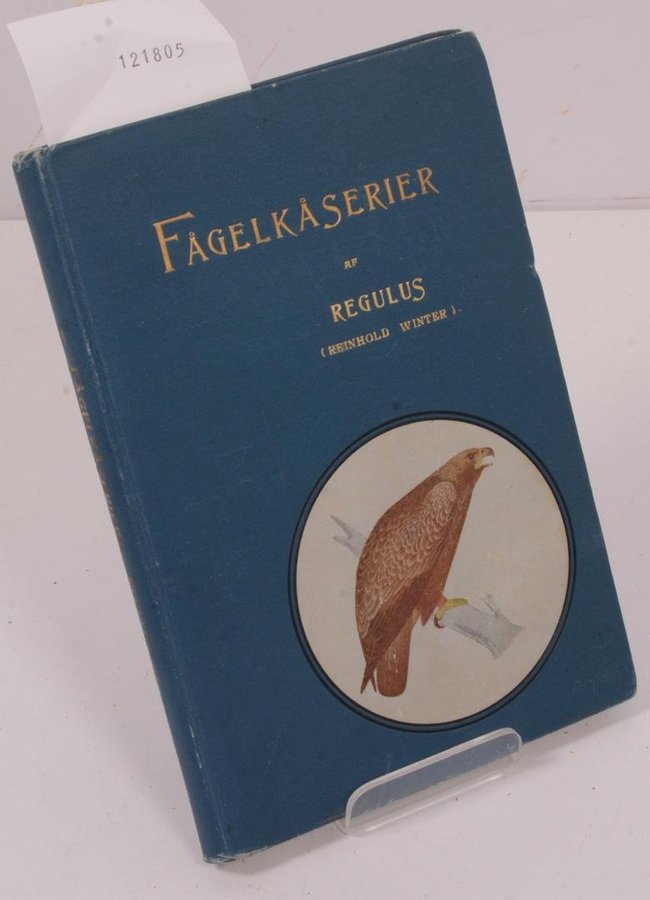 121805
FÅGELKÅSERIER
AF
REGULUS
(REINHOLD WINTER).